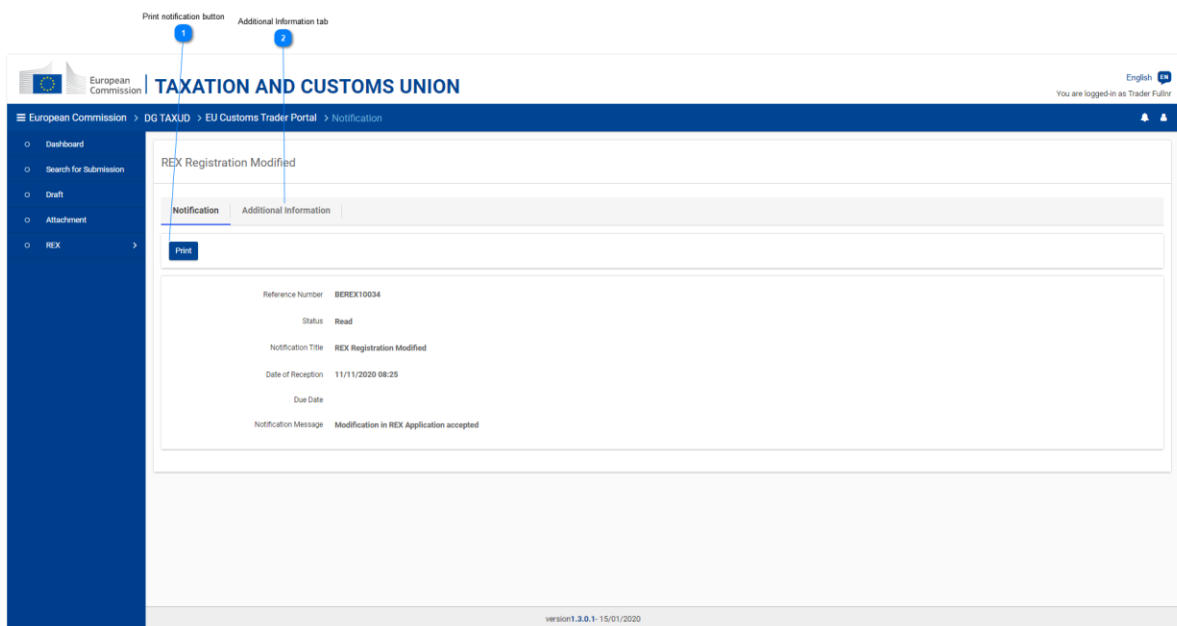 Print notification button
Additional Information tab
1
2
European
Commission
TAXATION AND CUSTOMS UNION
English EN
You are logged-in as Trader Fullnr
European Commission > DG TAXUD > EU Customs Trader Portal > Notification
Dashboard
Search for Submission
Draft
Attachment
REX >
REX Registration Modified
Notification Additional Information
Print
Reference Number BEREX10034
Status Read
Notification Title REX Registration Modified
Date of Reception 11/11/2020 08:25
Due Date
Notification Message Modification in REX Application accepted
version1.3.0.1- 15/01/2020